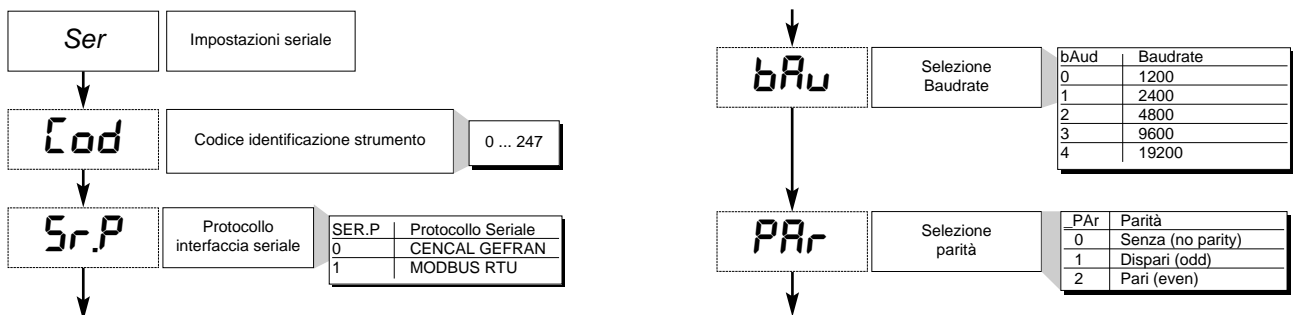 Ser
Impostazioni seriale
Cod
Codice identificazione strumento
0 ... 247
Sr.P
Protocollo
interfaccia seriale
SER.P Protocollo Seriale
0 CENCAL GEFRAN
1 MODBUS RTU
bAu
Selezione
Baudrate
bAud Baudrate
0 1200
1 2400
2 4800
3 9600
4 19200
PAr
Selezione
parità
_PAr Parità
0 Senza (no parity)
1 Dispari (odd)
2 Pari (even)